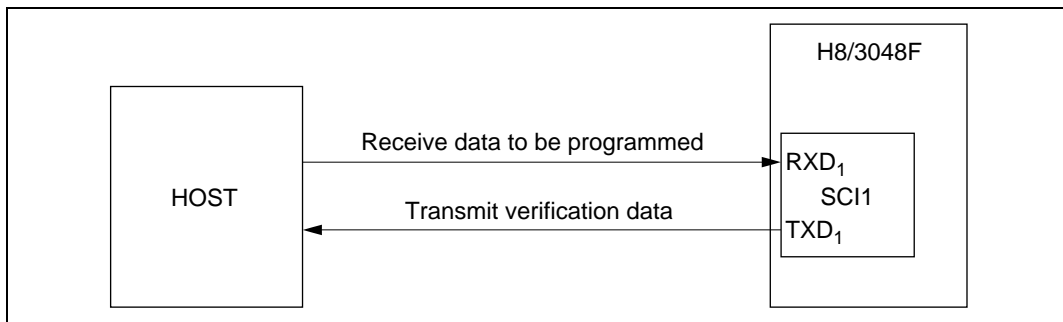 H8/3048F
Receive data to be programmed
RXD₁
HOST
SCI1
Transmit verification data
TXD₁